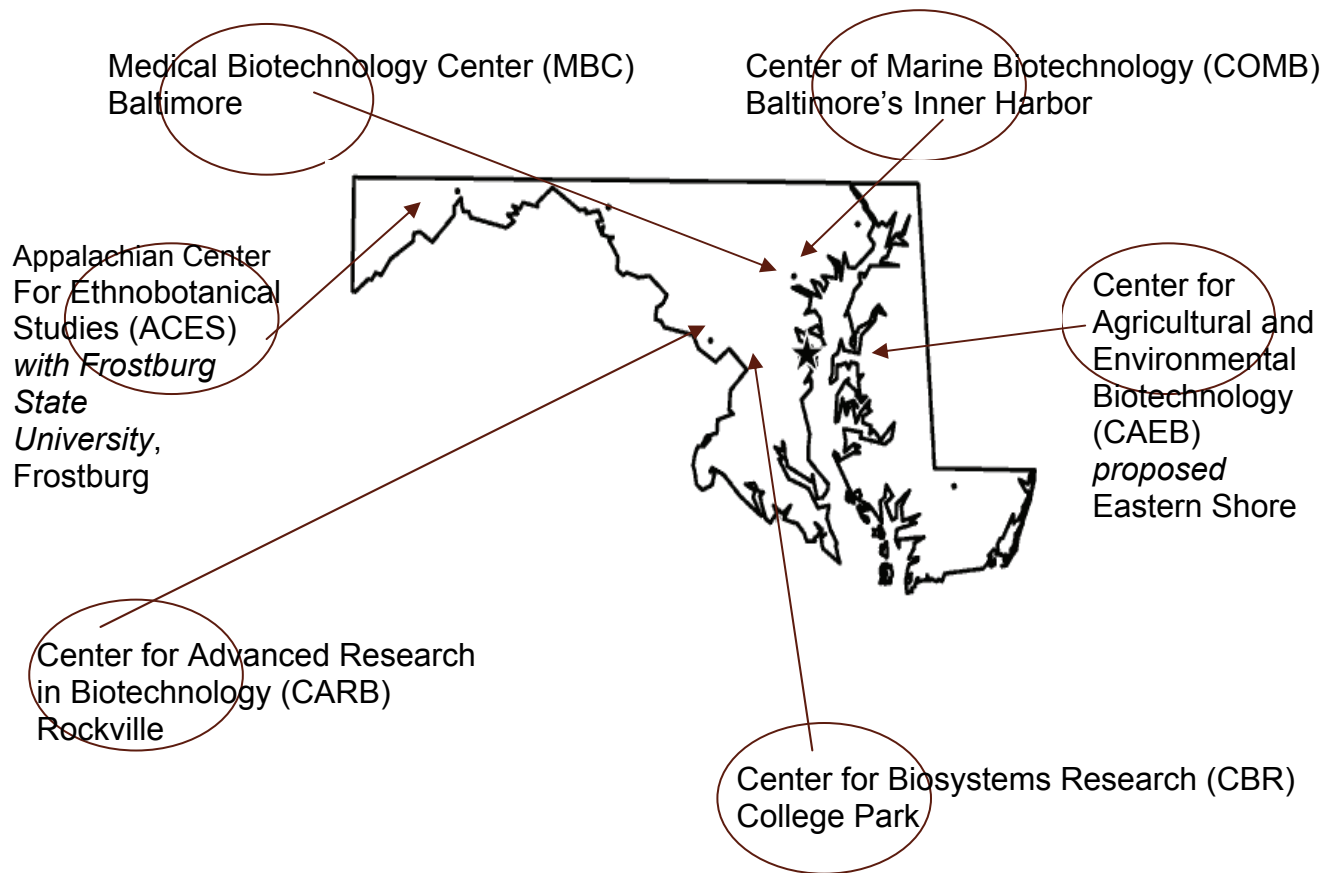 Medical Biotechnology Center (MBC)
Baltimore
Center of Marine Biotechnology (COMB)
Baltimore’s Inner Harbor
Appalachian Center
For Ethnobotanical
Studies (ACES)
with Frostburg
State
University,
Frostburg
Center for
Agricultural and
Environmental
Biotechnology
(CAEB)
proposed
Eastern Shore
Center for Advanced Research
in Biotechnology (CARB)
Rockville
Center for Biosystems Research (CBR)
College Park